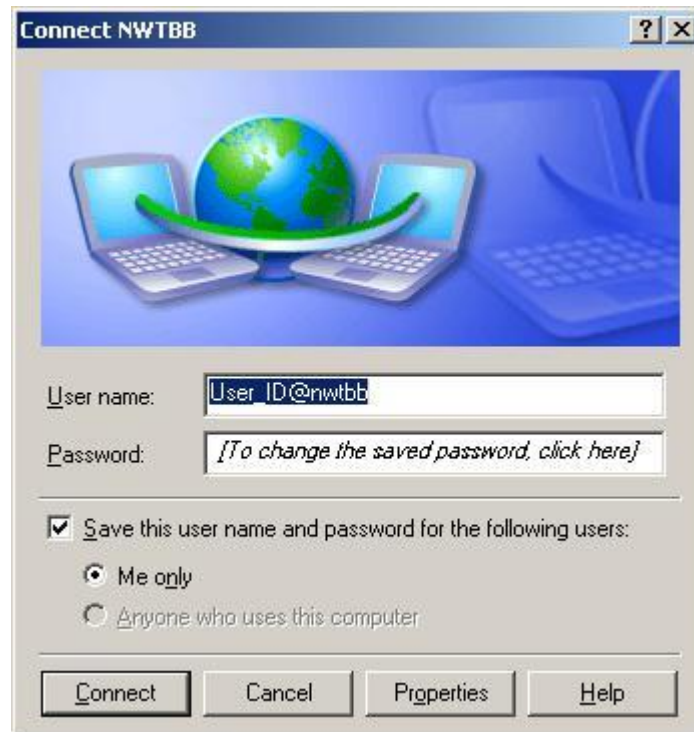 Connect NWTBB
User name: User_ID@nwtbb
Password: [To change the saved password, click here]
Save this user name and password for the following users:
Me only
Anyone who uses this computer
Connect Cancel Properties Help